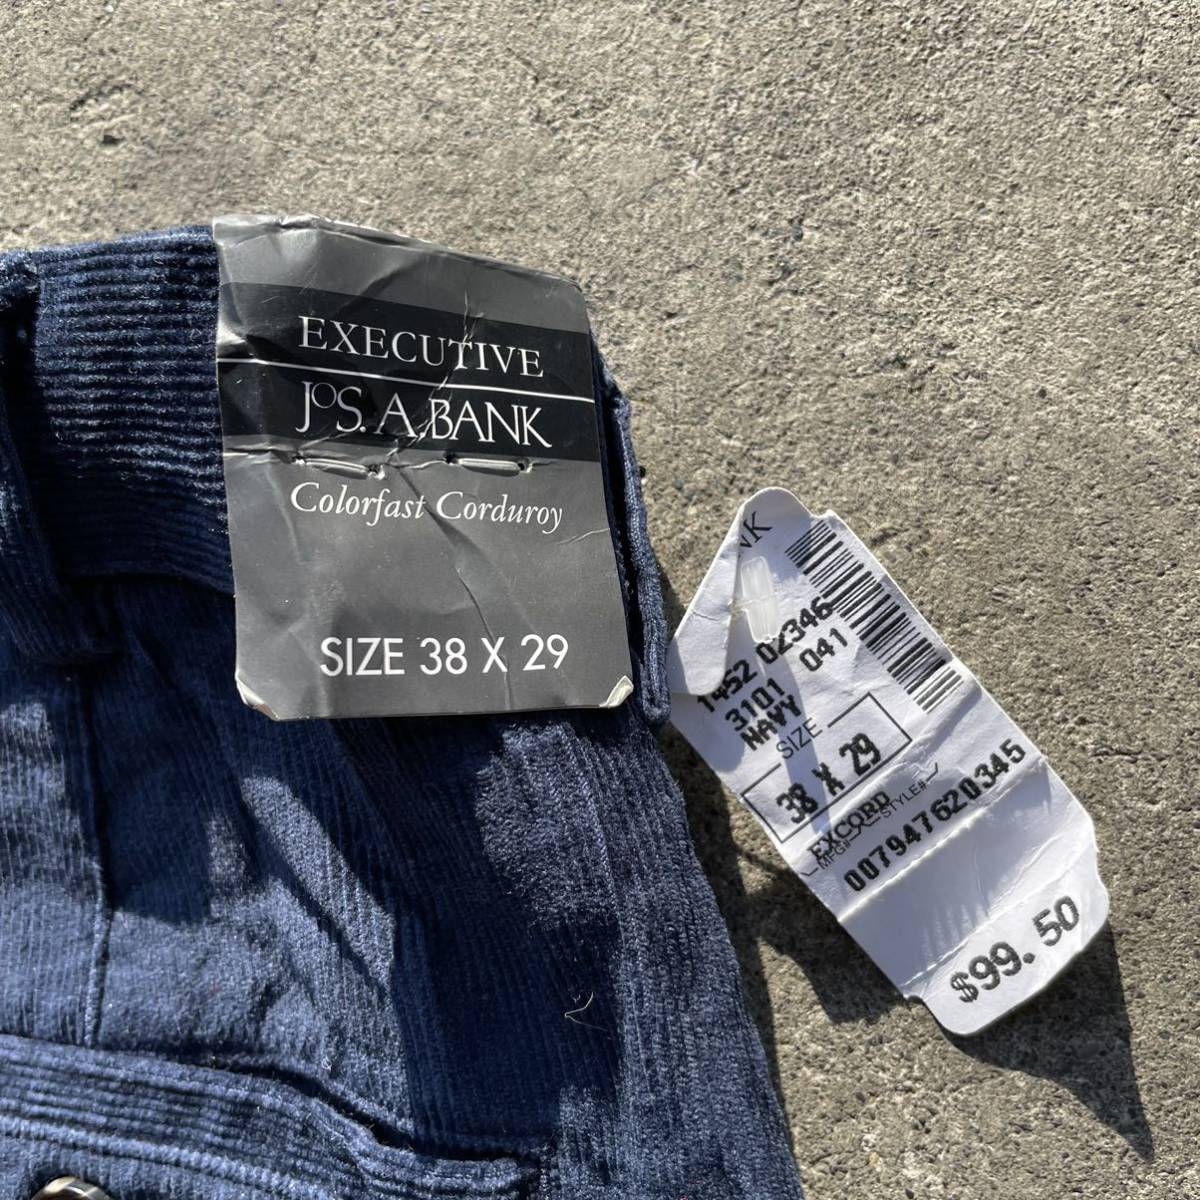 EXECUTIVE
JOS. A. BANK
Colorfast Corduroy
SIZE 38 X 29
NK
1452 02346
3101 041
NAVY
SIZE
38 X 29
EXCORD
MFG# STYLE#
007947620345
$99.50